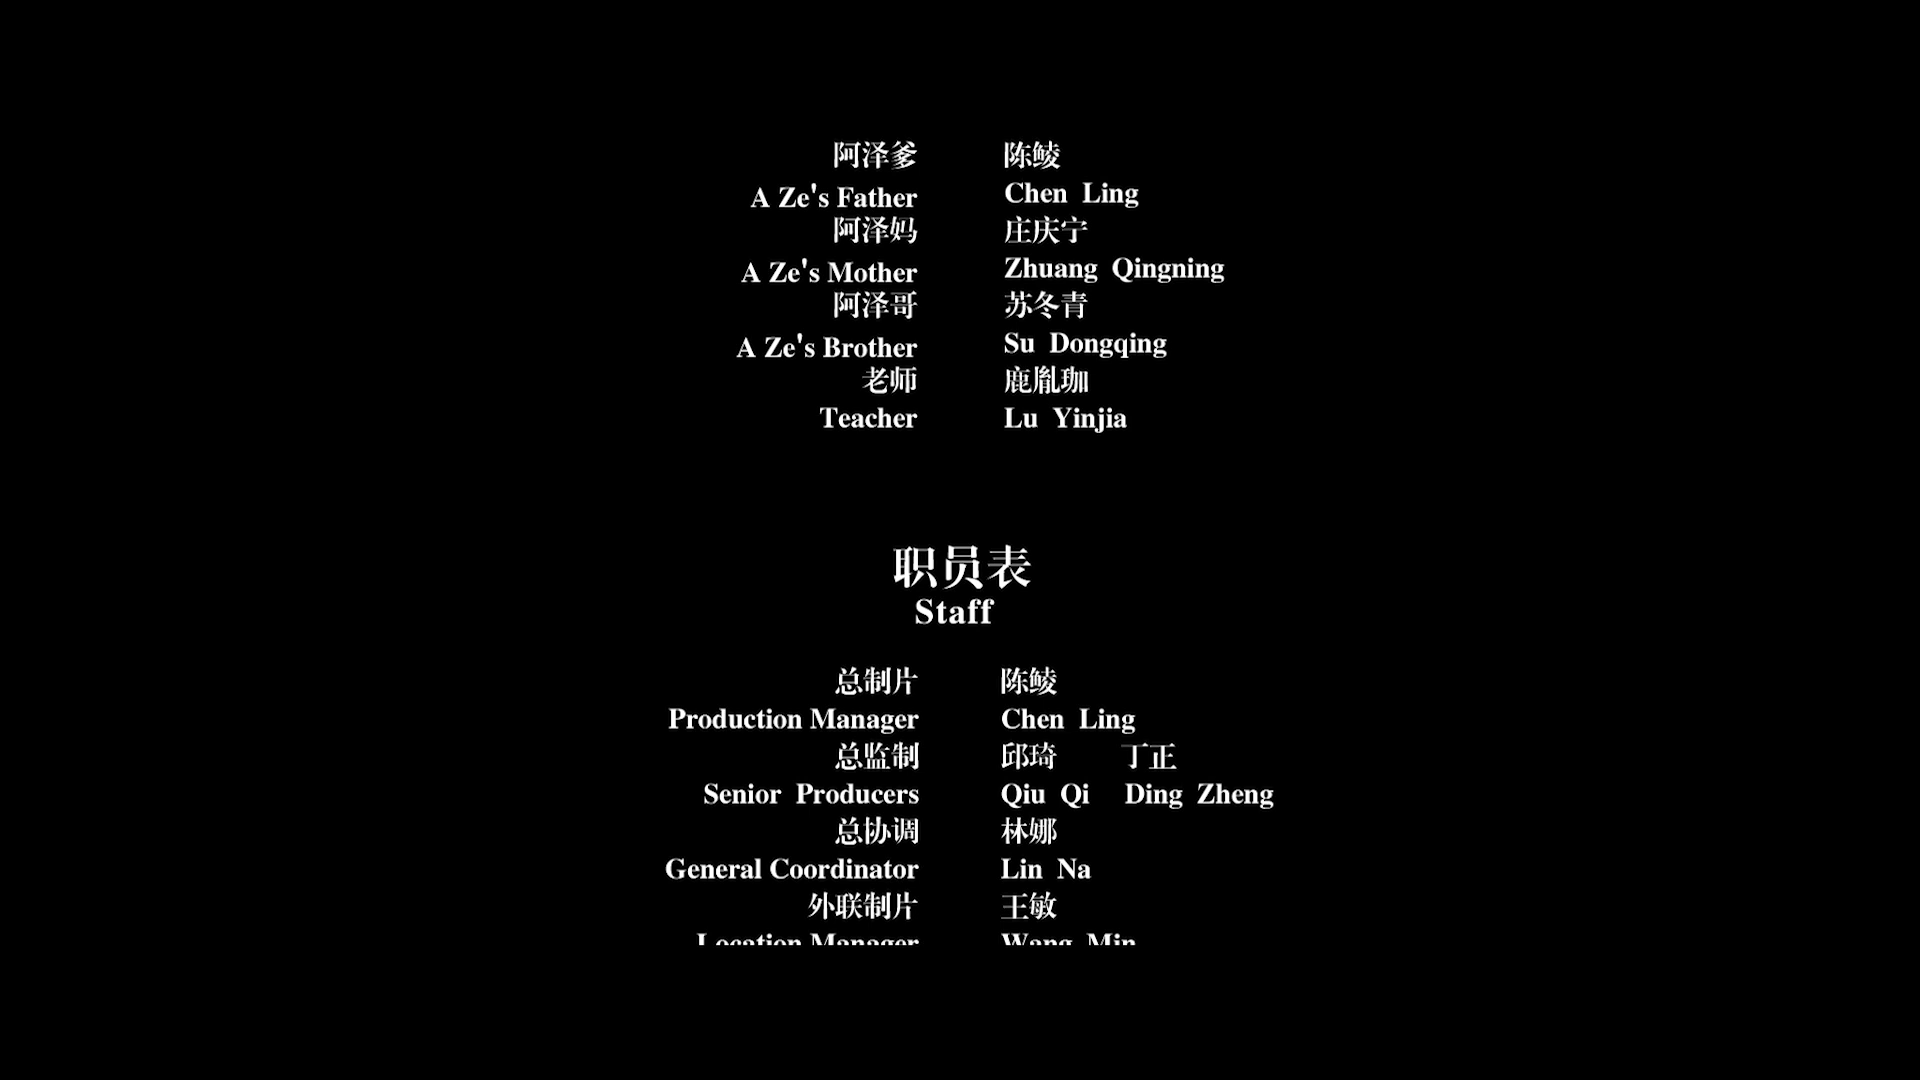 阿泽爹 陈鲮
A Ze's Father Chen Ling
阿泽妈 庄庆宁
A Ze's Mother Zhuang Qingning
阿泽哥 苏冬青
A Ze's Brother Su Dongqing
老师 鹿胤珈
Teacher Lu Yinjia
职员表
Staff
总制片 陈鲮
Production Manager Chen Ling
总监制 邱琦 丁正
Senior Producers Qiu Qi Ding Zheng
总协调 林娜
General Coordinator Lin Na
外联制片 王敏
Location Manager Wang Min